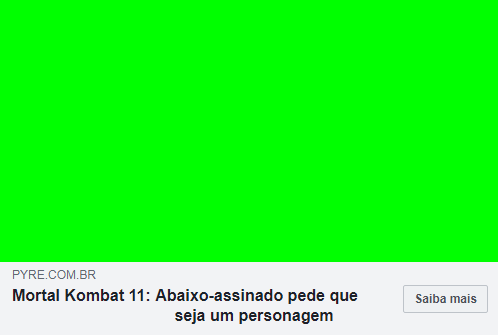 PYRE.COM.BR
Mortal Kombat 11: Abaixo-assinado pede que
seja um personagem
Saiba mais